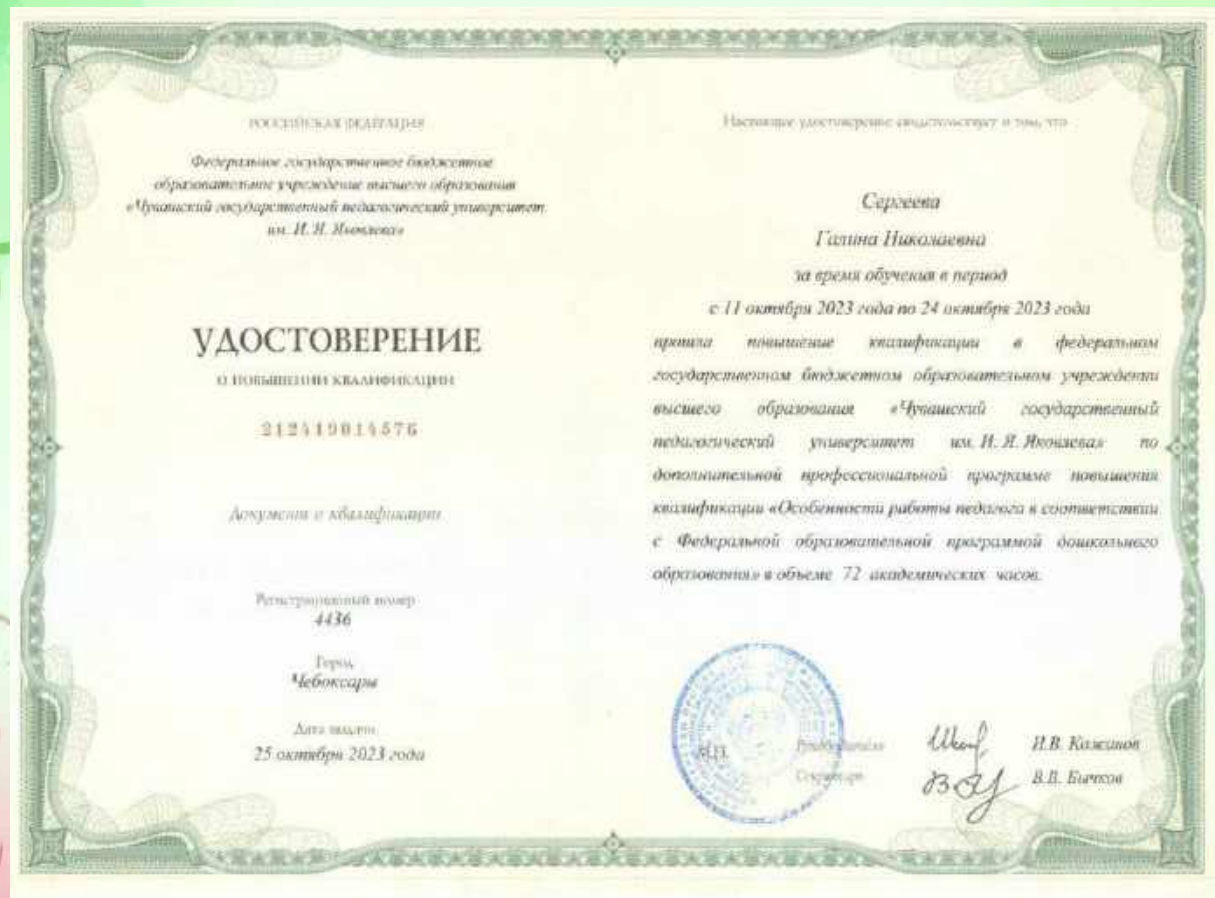 РОССИЙСКАЯ ФЕДЕРАЦИЯ
Федеральное государственное бюджетное
образовательное учреждение высшего образования
«Чувашский государственный педагогический университет
им. И. Я. Яковлева»
УДОСТОВЕРЕНИЕ
О ПОВЫШЕНИИ КВАЛИФИКАЦИИ
212419014576
Документ о квалификации
Регистрационный номер
4436
Город
Чебоксары
Дата выдачи
25 октября 2023 года
Настоящее удостоверение свидетельствует о том, что
Сергеева
Галина Николаевна
за время обучения в период
с 11 октября 2023 года по 24 октября 2023 года
прошла повышение квалификации в федеральном
государственном бюджетном образовательном учреждении
высшего образования «Чувашский государственный
педагогический университет им. И. Я. Яковлева» по
дополнительной профессиональной программе повышения
квалификации «Особенности работы педагога в соответствии
с Федеральной образовательной программой дошкольного
образования» в объеме 72 академических часов.
М.П.
Руководитель
И.В. Кожанов
Секретарь
В.В. Бычков